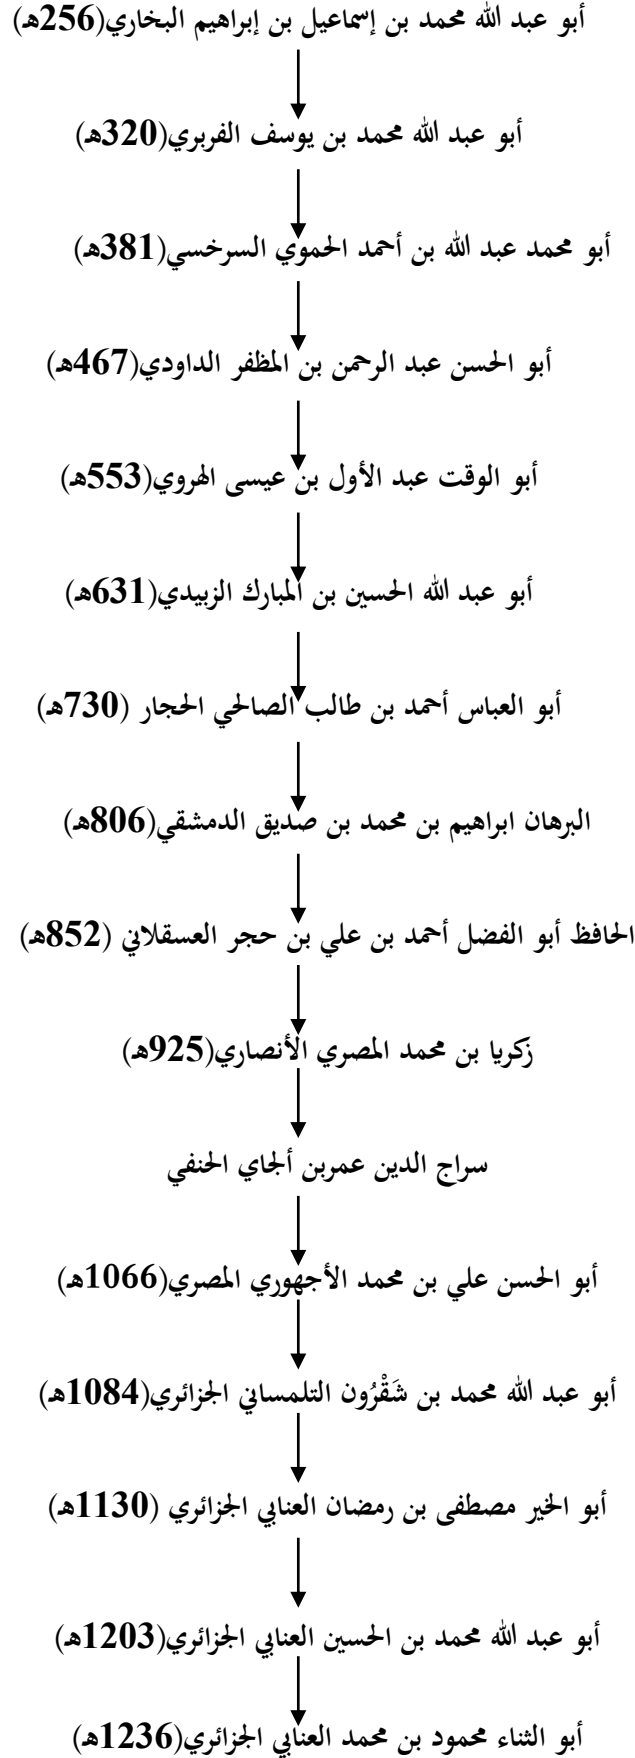 أبو عبد الله محمد بن إسماعيل بن إبراهيم البخاري(256هـ)
أبو عبد الله محمد بن يوسف الفربري(320هـ)
أبو محمد عبد الله بن أحمد الحموي السرخسي(381هـ)
أبو الحسن عبد الرحمن بن المظفر الداودي(467هـ)
أبو الوقت عبد الأول بن عيسى الهروي(553هـ)
أبو عبد الله الحسين بن المبارك الزبيدي(631هـ)
أبو العباس أحمد بن طالب الصالحي الحجار (730هـ)
البرهان ابراهيم بن محمد بن صديق الدمشقي(806هـ)
الحافظ أبو الفضل أحمد بن علي بن حجر العسقلاني (852هـ)
زكريا بن محمد المصري الأنصاري(925هـ)
سراج الدين عمربن ألجاي الحنفي
أبو الحسن علي بن محمد الأجهوري المصري(1066هـ)
أبو عبد الله محمد بن شَقْرُون التلمساني الجزائري(1084هـ)
أبو الخير مصطفى بن رمضان العنابي الجزائري (1130هـ)
أبو عبد الله محمد بن الحسين العنابي الجزائري(1203هـ)
أبو الثناء محمود بن محمد العنابي الجزائري(1236هـ)